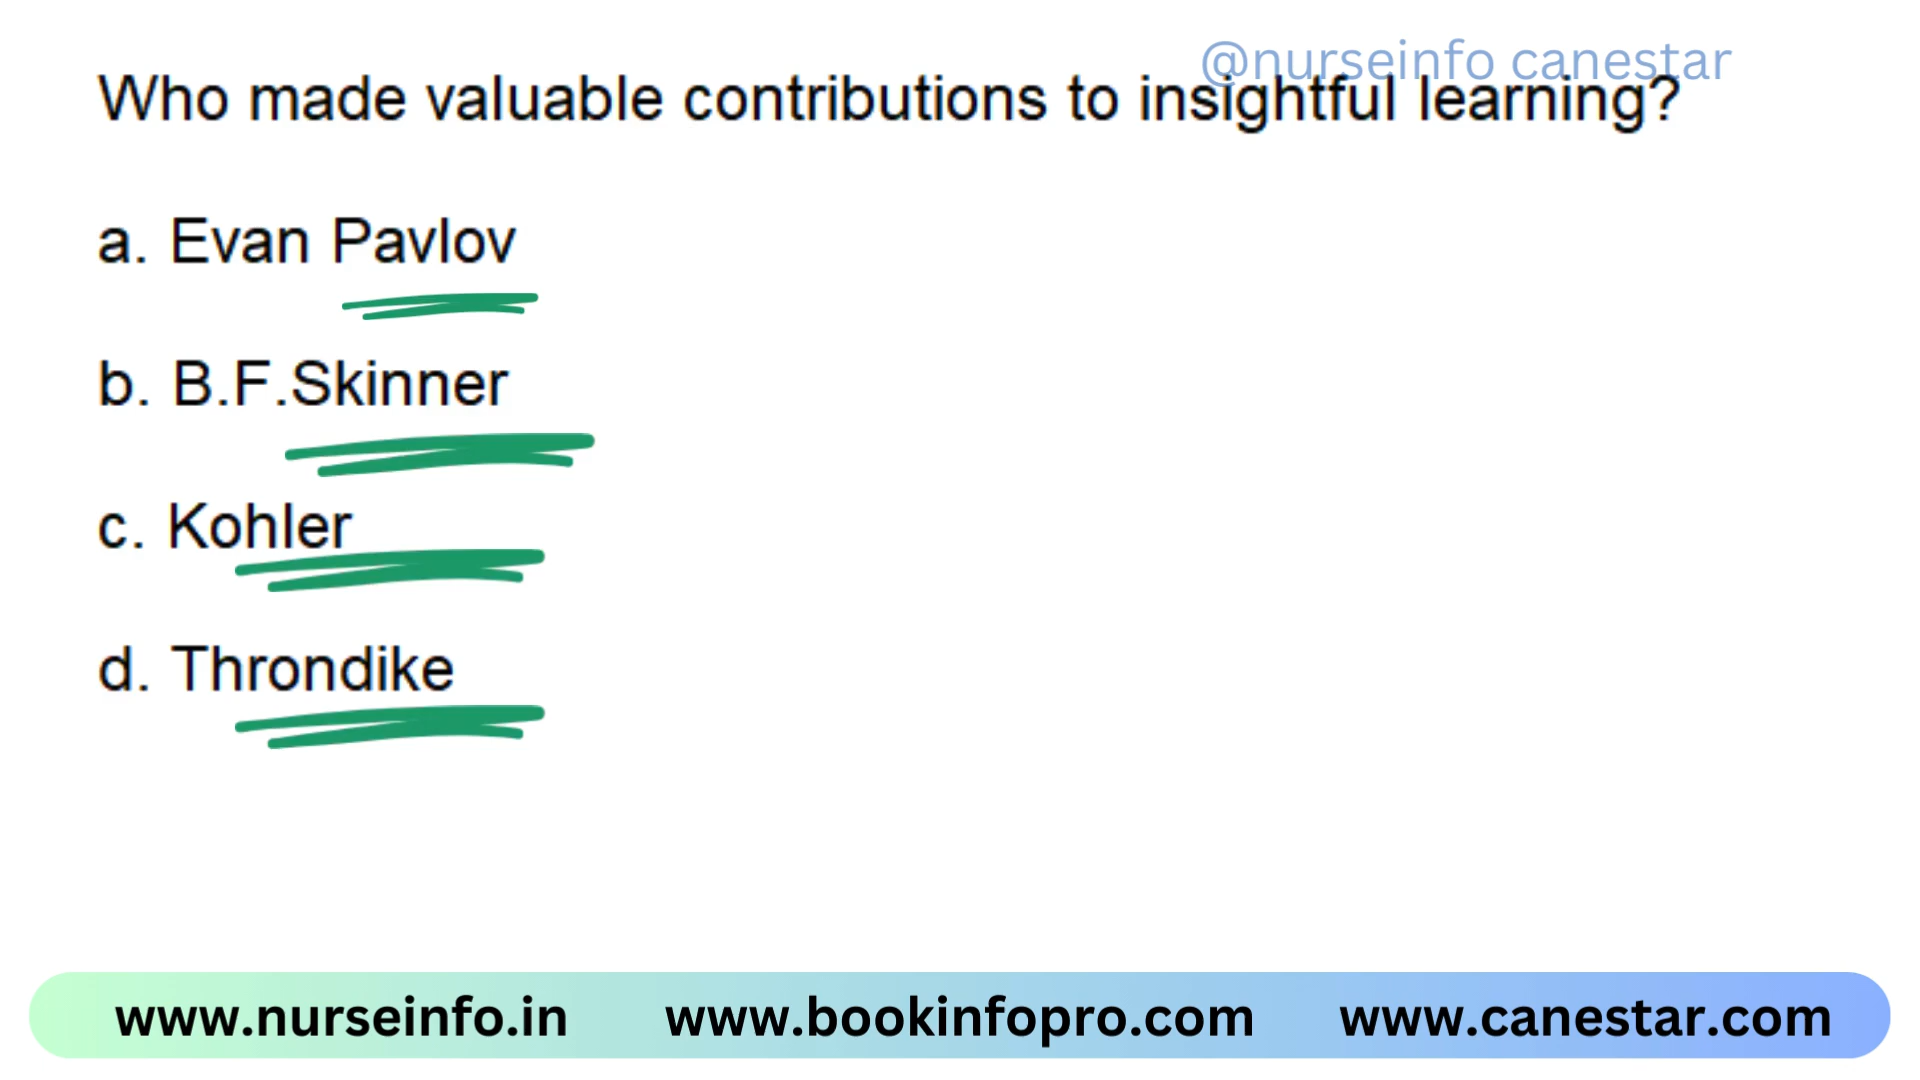 @nurseinfo canestar
Who made valuable contributions to insightful learning?
a. Evan Pavlov
b. B.F.Skinner
c. Kohler
d. Throndike
www.nurseinfo.in www.bookinfopro.com www.canestar.com